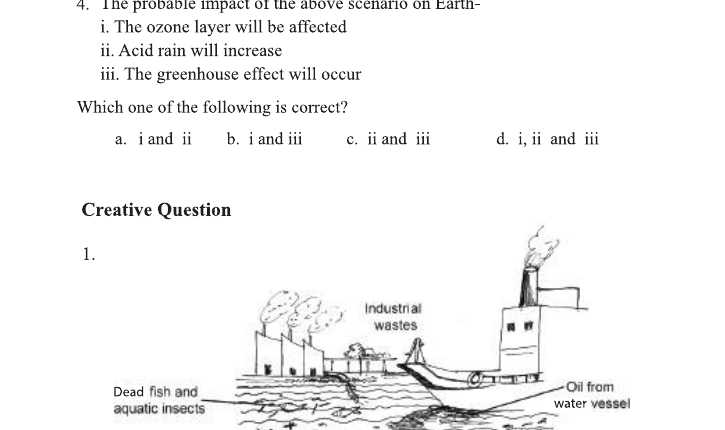 4. The probable impact of the above scenario on Earth-
i. The ozone layer will be affected
ii. Acid rain will increase
iii. The greenhouse effect will occur
Which one of the following is correct?
a. i and ii b. i and iii c. ii and iii d. i, ii and iii
Creative Question
1.
Industrial
wastes
Dead fish and
aquatic insects
Oil from
water vessel